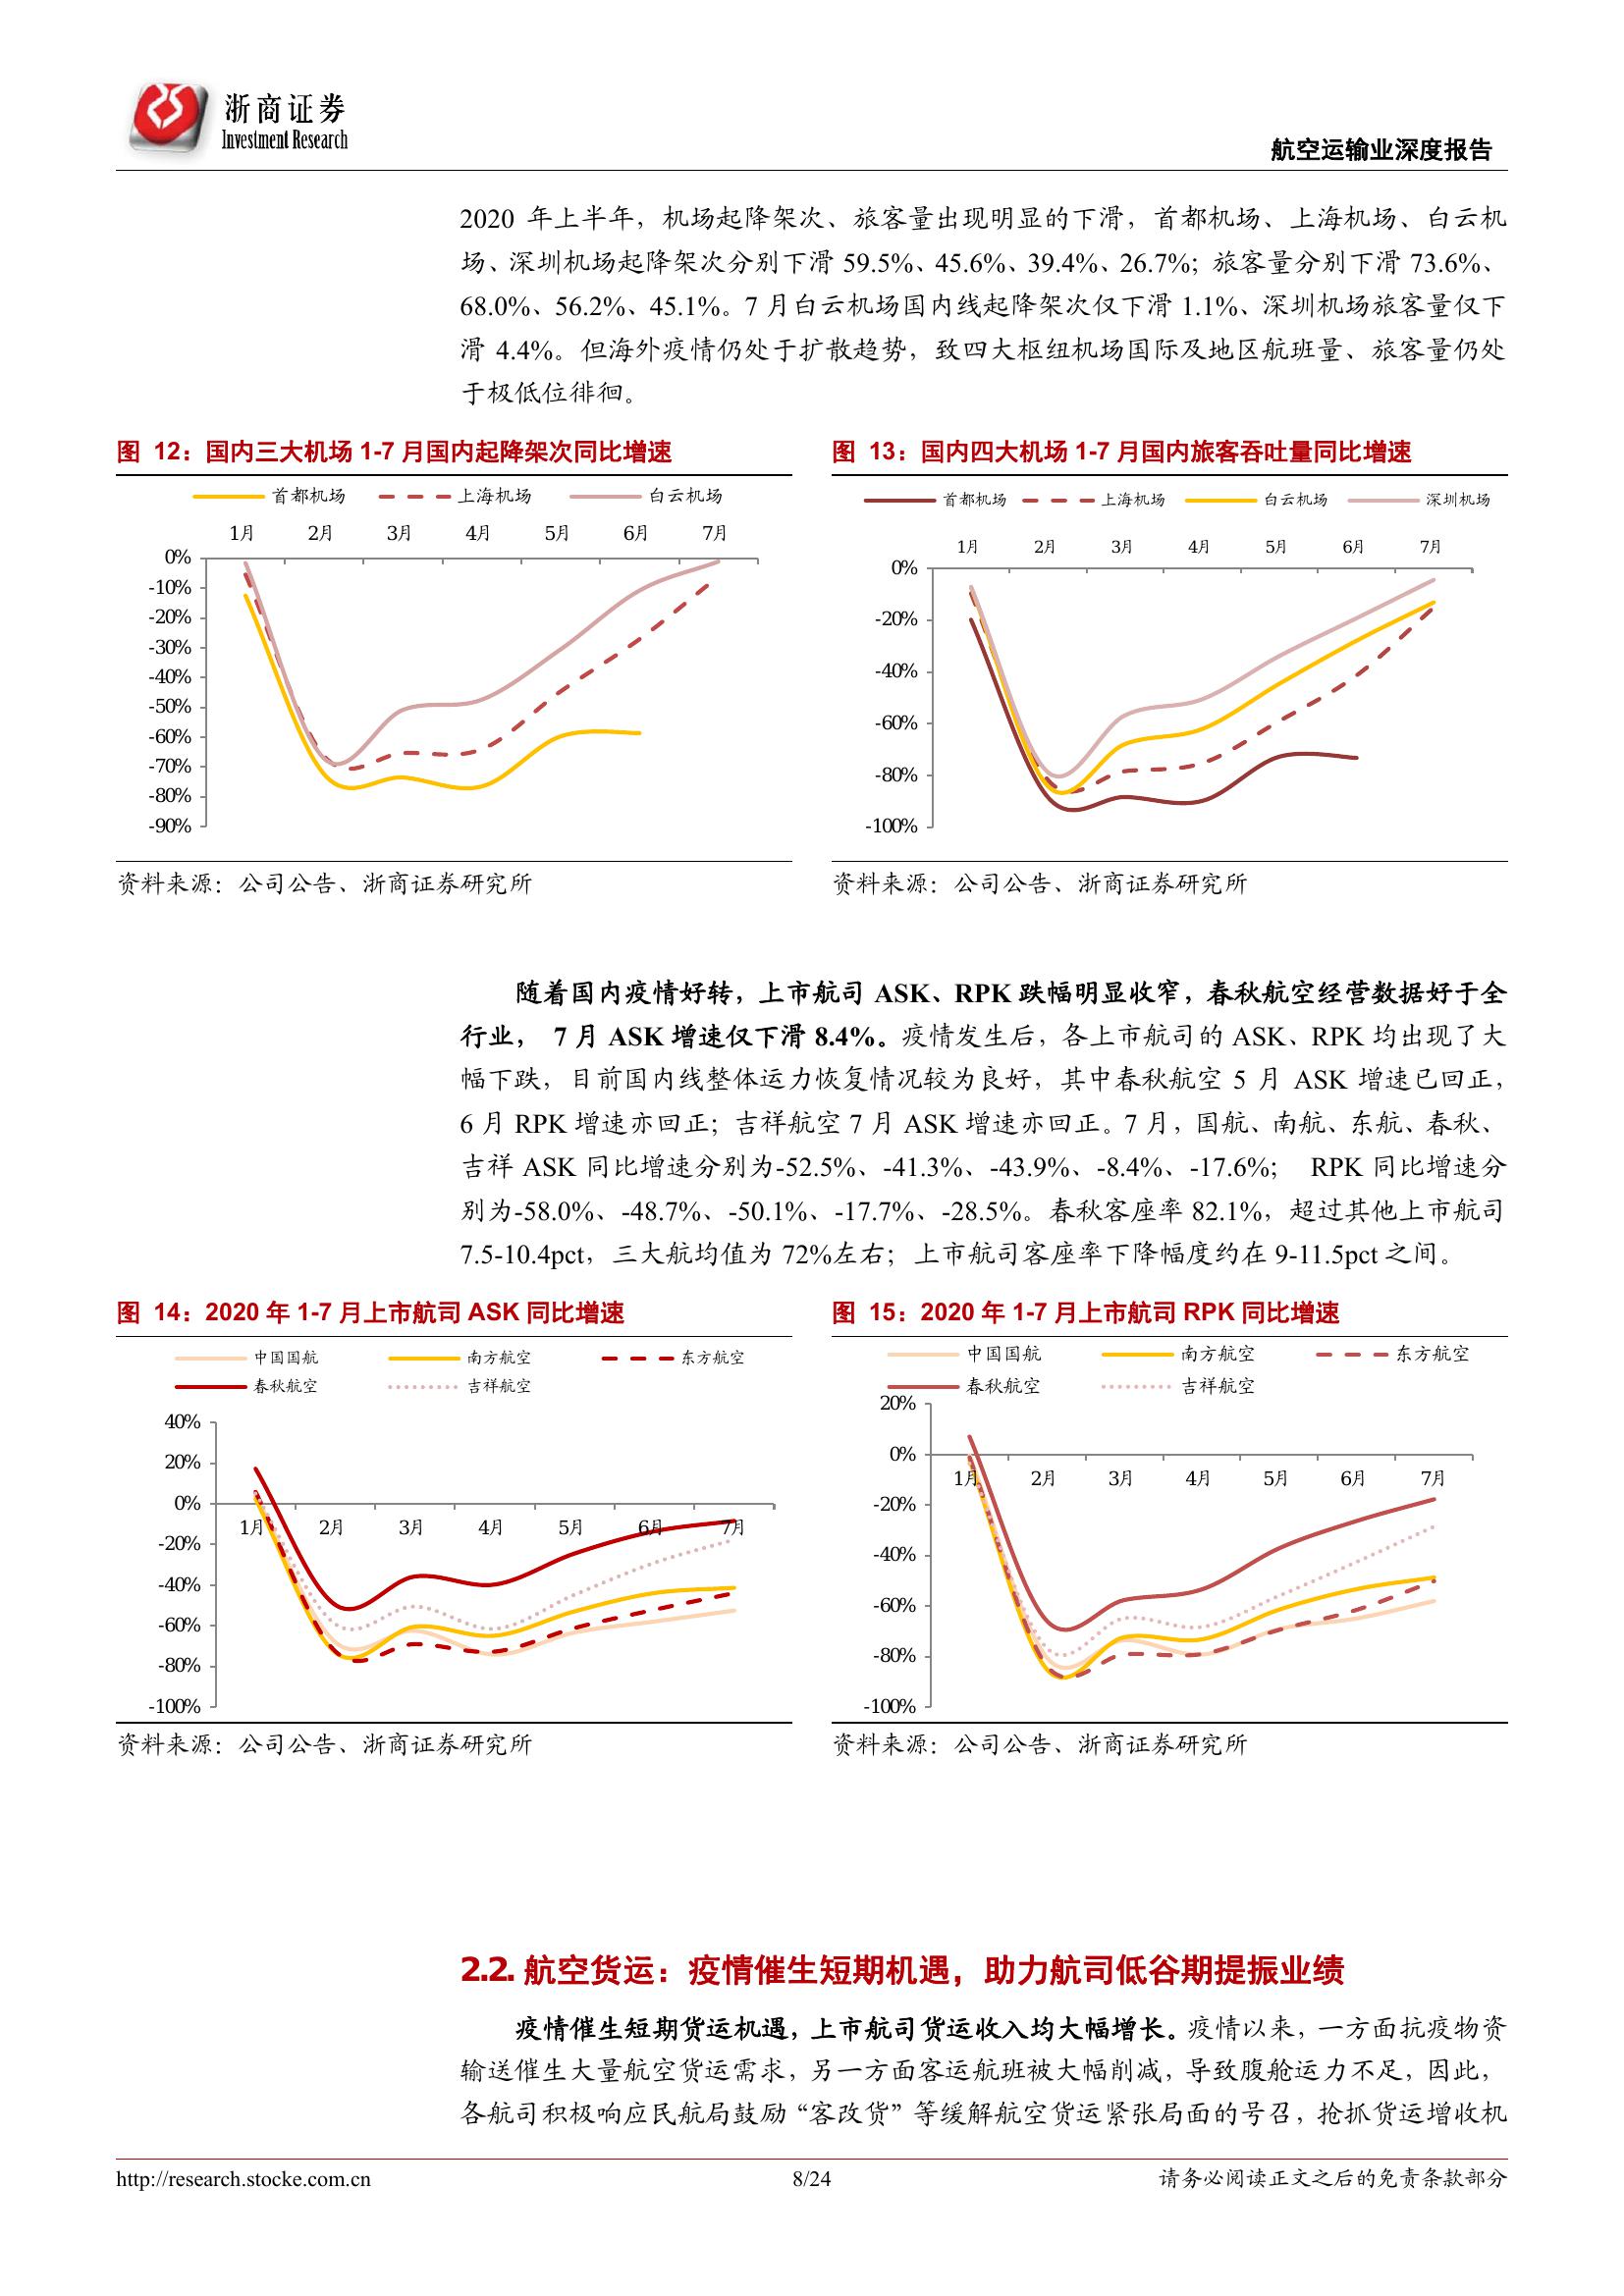 浙商证券
Investment Research
航空运输业深度报告
2020 年上半年，机场起降架次、旅客量出现明显的下滑，首都机场、上海机场、白云机
场、深圳机场起降架次分别下滑 59.5%、45.6%、39.4%、26.7%；旅客量分别下滑 73.6%、
68.0%、56.2%、45.1%。7 月白云机场国内线起降架次仅下滑 1.1%、深圳机场旅客量仅下
滑 4.4%。但海外疫情仍处于扩散趋势，致四大枢纽机场国际及地区航班量、旅客量仍处
于极低位徘徊。
图 12：国内三大机场 1-7 月国内起降架次同比增速
首都机场 上海机场 白云机场
1月 2月 3月 4月 5月 6月 7月
0%
-10%
-20%
-30%
-40%
-50%
-60%
-70%
-80%
-90%
资料来源：公司公告、浙商证券研究所
图 13：国内四大机场 1-7 月国内旅客吞吐量同比增速
首都机场 上海机场 白云机场 深圳机场
1月 2月 3月 4月 5月 6月 7月
0%
-20%
-40%
-60%
-80%
-100%
资料来源：公司公告、浙商证券研究所
随着国内疫情好转，上市航司 ASK、RPK 跌幅明显收窄，春秋航空经营数据好于全
行业， 7 月 ASK 增速仅下滑 8.4%。疫情发生后，各上市航司的 ASK、RPK 均出现了大
幅下跌，目前国内线整体运力恢复情况较为良好，其中春秋航空 5 月 ASK 增速已回正，
6 月 RPK 增速亦回正；吉祥航空 7 月 ASK 增速亦回正。7 月，国航、南航、东航、春秋、
吉祥 ASK 同比增速分别为-52.5%、-41.3%、-43.9%、-8.4%、-17.6%； RPK 同比增速分
别为-58.0%、-48.7%、-50.1%、-17.7%、-28.5%。春秋客座率 82.1%，超过其他上市航司
7.5-10.4pct，三大航均值为 72%左右；上市航司客座率下降幅度约在 9-11.5pct 之间。
图 14：2020 年 1-7 月上市航司 ASK 同比增速
中国国航 南方航空 东方航空
春秋航空 吉祥航空
40%
20%
0%
1月 2月 3月 4月 5月 6月 7月
-20%
-40%
-60%
-80%
-100%
资料来源：公司公告、浙商证券研究所
图 15：2020 年 1-7 月上市航司 RPK 同比增速
中国国航 南方航空 东方航空
春秋航空 吉祥航空
20%
0%
1月 2月 3月 4月 5月 6月 7月
-20%
-40%
-60%
-80%
-100%
资料来源：公司公告、浙商证券研究所
2.2. 航空货运：疫情催生短期机遇，助力航司低谷期提振业绩
疫情催生短期货运机遇，上市航司货运收入均大幅增长。疫情以来，一方面抗疫物资
输送催生大量航空货运需求，另一方面客运航班被大幅削减，导致腹舱运力不足，因此，
各航司积极响应民航局鼓励“客改货”等缓解航空货运紧张局面的号召，抢抓货运增收机
http://research.stocke.com.cn
8/24
请务必阅读正文之后的免责条款部分